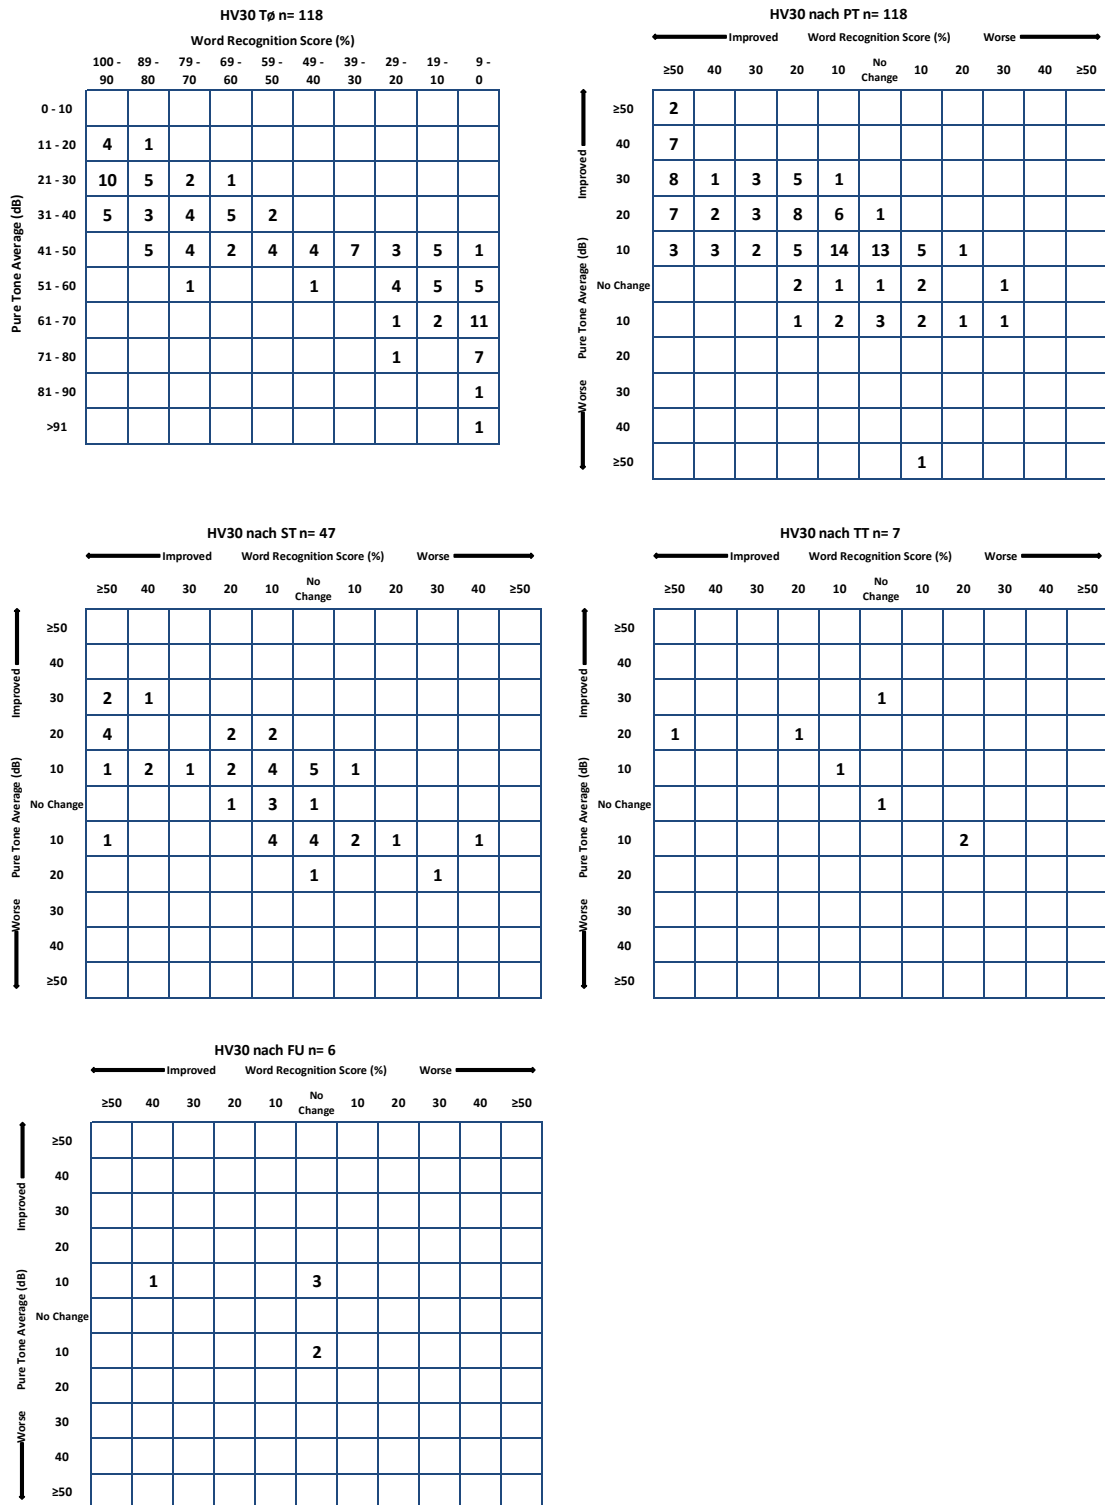 HV30 Tø n= 118
Word Recognition Score (%)
100 - 90 89 - 80 79 - 70 69 - 60 59 - 50 49 - 40 39 - 30 29 - 20 19 - 10 9 - 0
Pure Tone Average (dB)
0 - 10
11 - 20 4 1
21 - 30 10 5 2 1
31 - 40 5 3 4 5 2
41 - 50 5 4 2 4 4 7 3 5 1
51 - 60 1 1 4 5 5
61 - 70 1 2 11
71 - 80 1 7
81 - 90 1
>91 1
HV30 nach PT n= 118
Improved Word Recognition Score (%) Worse
≥50 40 30 20 10 No Change 10 20 30 40 ≥50
Improved
Pure Tone Average (dB)
Worse
≥50 2
40 7
30 8 1 3 5 1
20 7 2 3 8 6 1
10 3 3 2 5 14 13 5 1
No Change 2 1 1 2 1
10 1 2 3 2 1 1
20
30
40
≥50 1
HV30 nach ST n= 47
Improved Word Recognition Score (%) Worse
≥50 40 30 20 10 No Change 10 20 30 40 ≥50
Improved
Pure Tone Average (dB)
Worse
≥50
40
30 2 1
20 4 2 2
10 1 2 1 2 4 5 1
No Change 1 3 1
10 1 4 4 2 1 1
20 1 1
30
40
≥50
HV30 nach TT n= 7
Improved Word Recognition Score (%) Worse
≥50 40 30 20 10 No Change 10 20 30 40 ≥50
Improved
Pure Tone Average (dB)
Worse
≥50
40
30 1
20 1 1
10 1
No Change 1
10 2
20
30
40
≥50
HV30 nach FU n= 6
Improved Word Recognition Score (%) Worse
≥50 40 30 20 10 No Change 10 20 30 40 ≥50
Improved
Pure Tone Average (dB)
Worse
≥50
40
30
20
10 1 3
No Change
10 2
20
30
40
≥50